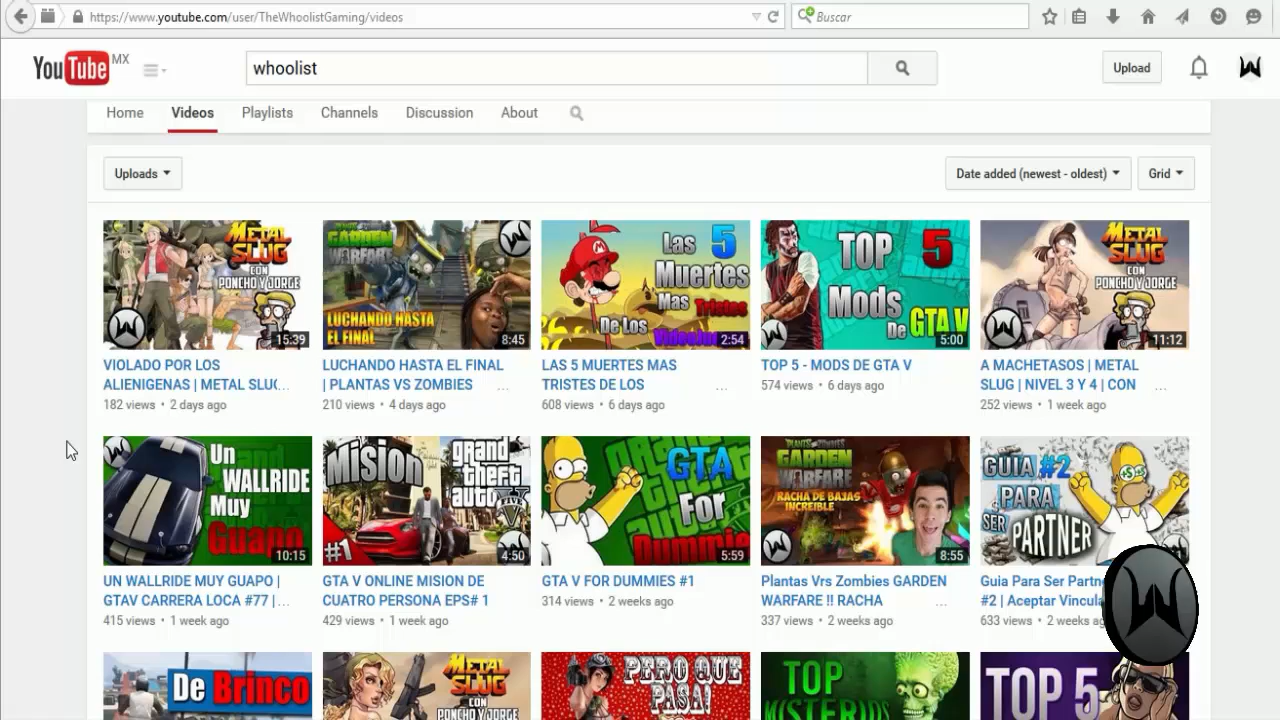 https://www.youtube.com/user/TheWhoolistGaming/videos
Buscar
YouTube MX
whoolist
Upload
Home Videos Playlists Channels Discussion About
Uploads
Date added (newest - oldest)
Grid
METAL SLUG
CON
PONCHO Y JORGE
15:39
VIOLADO POR LOS
ALIENIGENAS | METAL SLUG...
182 views • 2 days ago
GARDEN
WARFARE
LUCHANDO HASTA
EL FINAL
8:45
LUCHANDO HASTA EL FINAL
| PLANTAS VS ZOMBIES
...
210 views • 4 days ago
Las 5
Muertes
Mas Tristes
De Los
VideoJue
2:54
LAS 5 MUERTES MAS
TRISTES DE LOS
...
608 views • 6 days ago
TOP 5
Mods
De GTA V
5:00
TOP 5 - MODS DE GTA V
574 views • 6 days ago
METAL SLUG
CON
PONCHO Y JORGE
11:12
A MACHETASOS | METAL
SLUG | NIVEL 3 Y 4 | CON
...
252 views • 1 week ago
Un
WALLRIDE
Muy
Guapo
10:15
UN WALLRIDE MUY GUAPO |
GTAV CARRERA LOCA #77 | ...
415 views • 1 week ago
Mision
grand
theft
auto
V
#1
4:50
GTA V ONLINE MISION DE
CUATRO PERSONA EPS# 1
429 views • 1 week ago
GTA
For
Dummies
5:59
GTA V FOR DUMMIES #1
314 views • 2 weeks ago
PLANTS ZOMBIES
GARDEN
WARFARE
RACHA DE BAJAS
INCREIBLE
8:55
Plantas Vrs Zombies GARDEN
WARFARE !! RACHA
...
337 views • 2 weeks ago
GUIA #2
PARA
SER
PARTNER
Guia Para Ser Partn
#2 | Aceptar Vincula
633 views • 2 weeks
De Brinco
METAL SLUG
CON
PONCHO Y JORGE
PERO QUE
PASA!
TOP
MISTERIOS
TOP 5